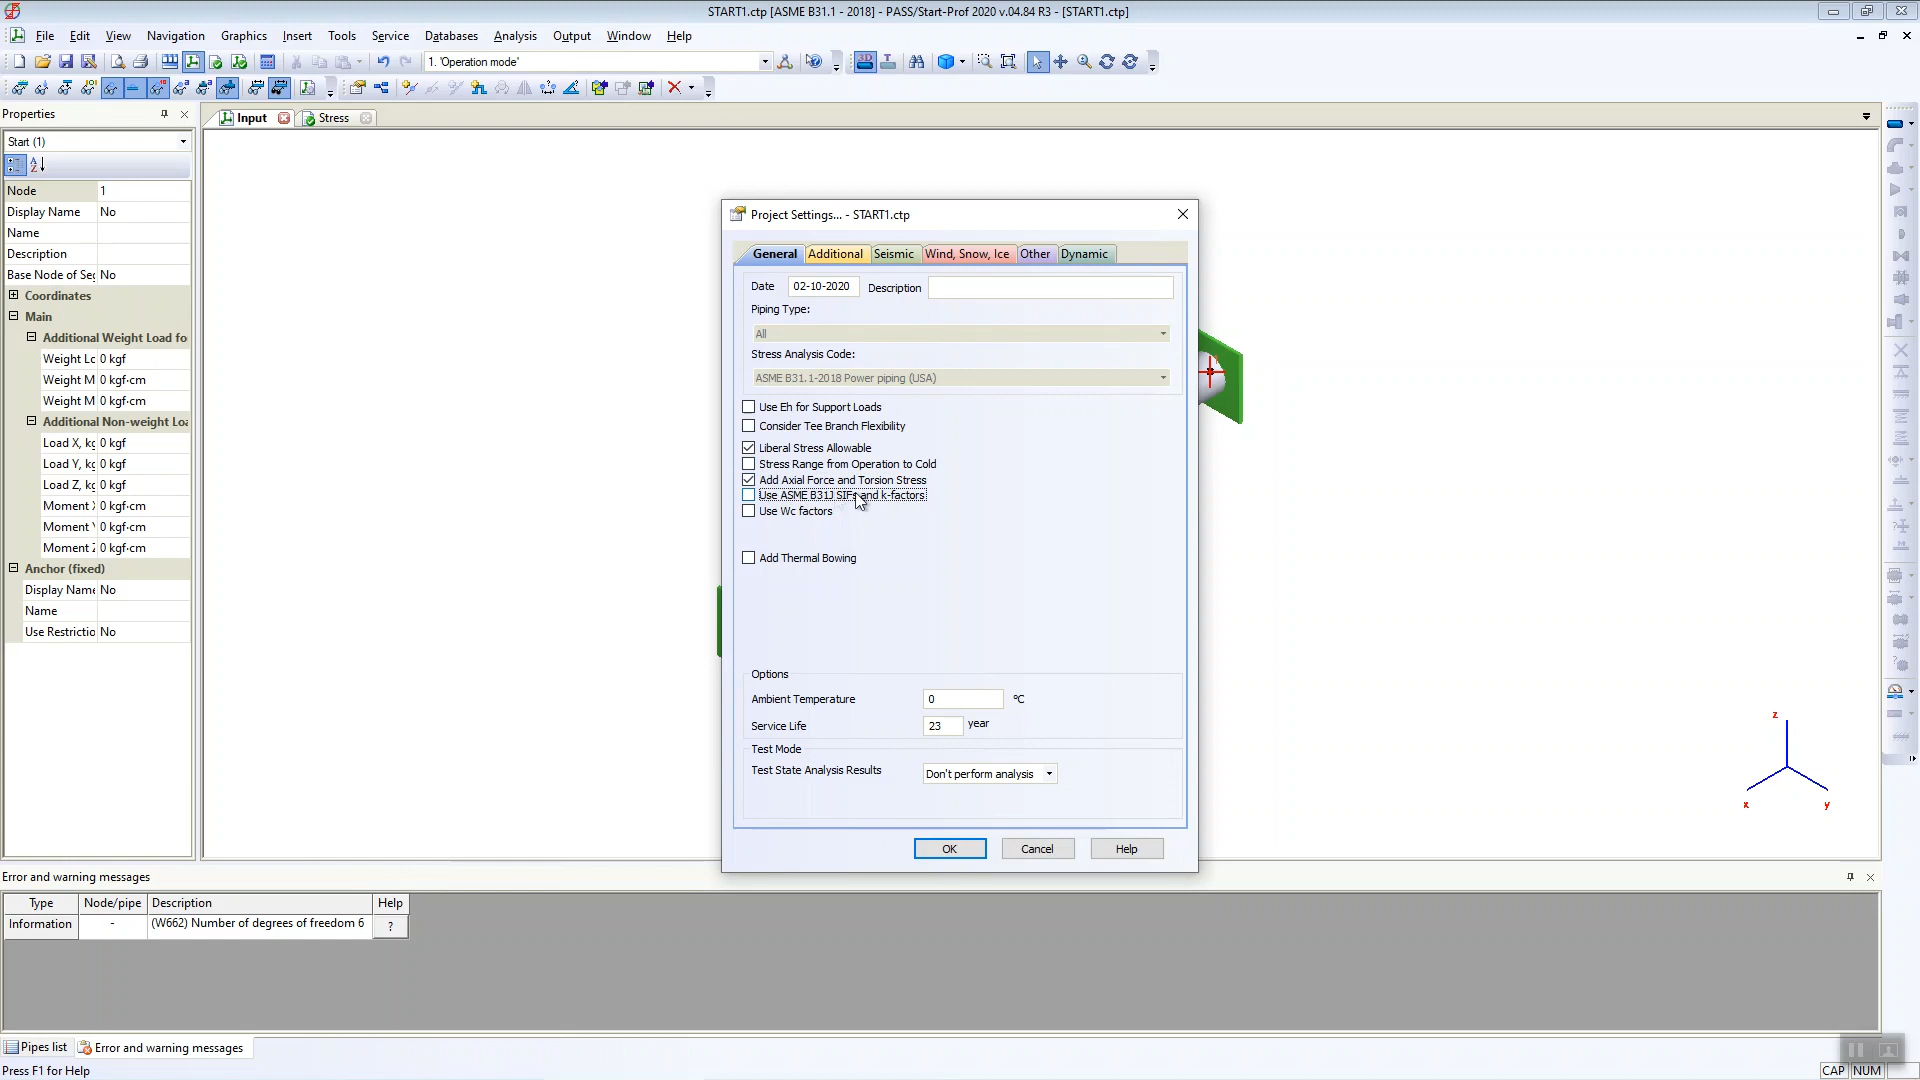 START1.ctp [ASME B31.1 - 2018] - PASS/Start-Prof 2020 v.04.84 R3 - [START1.ctp]
File Edit View Navigation Graphics Insert Tools Service Databases Analysis Output Window Help
1. 'Operation mode'
Properties
Start (1)
Node 1
Display Name No
Name
Description
Base Node of Seg No
Coordinates
Main
Additional Weight Load fo
Weight Lo 0 kgf
Weight M 0 kgf·cm
Weight M 0 kgf·cm
Additional Non-weight Loa
Load X, kg 0 kgf
Load Y, kg 0 kgf
Load Z, kg 0 kgf
Moment X 0 kgf·cm
Moment Y 0 kgf·cm
Moment Z 0 kgf·cm
Anchor (fixed)
Display Name No
Name
Use Restrictio No
Input
Stress
Project Settings... - START1.ctp
General Additional Seismic Wind, Snow, Ice Other Dynamic
Date 02-10-2020 Description
Piping Type:
All
Stress Analysis Code:
ASME B31.1-2018 Power piping (USA)
Use Eh for Support Loads
Consider Tee Branch Flexibility
Liberal Stress Allowable
Stress Range from Operation to Cold
Add Axial Force and Torsion Stress
Use ASME B31J SIFs and k-factors
Use Wc factors
Add Thermal Bowing
Options
Ambient Temperature 0 ºC
Service Life 23 year
Test Mode
Test State Analysis Results Don't perform analysis
OK Cancel Help
z
x
y
Error and warning messages
Type Node/pipe Description Help
Information - (W662) Number of degrees of freedom 6 ?
Pipes list
Error and warning messages
Press F1 for Help
CAP NUM